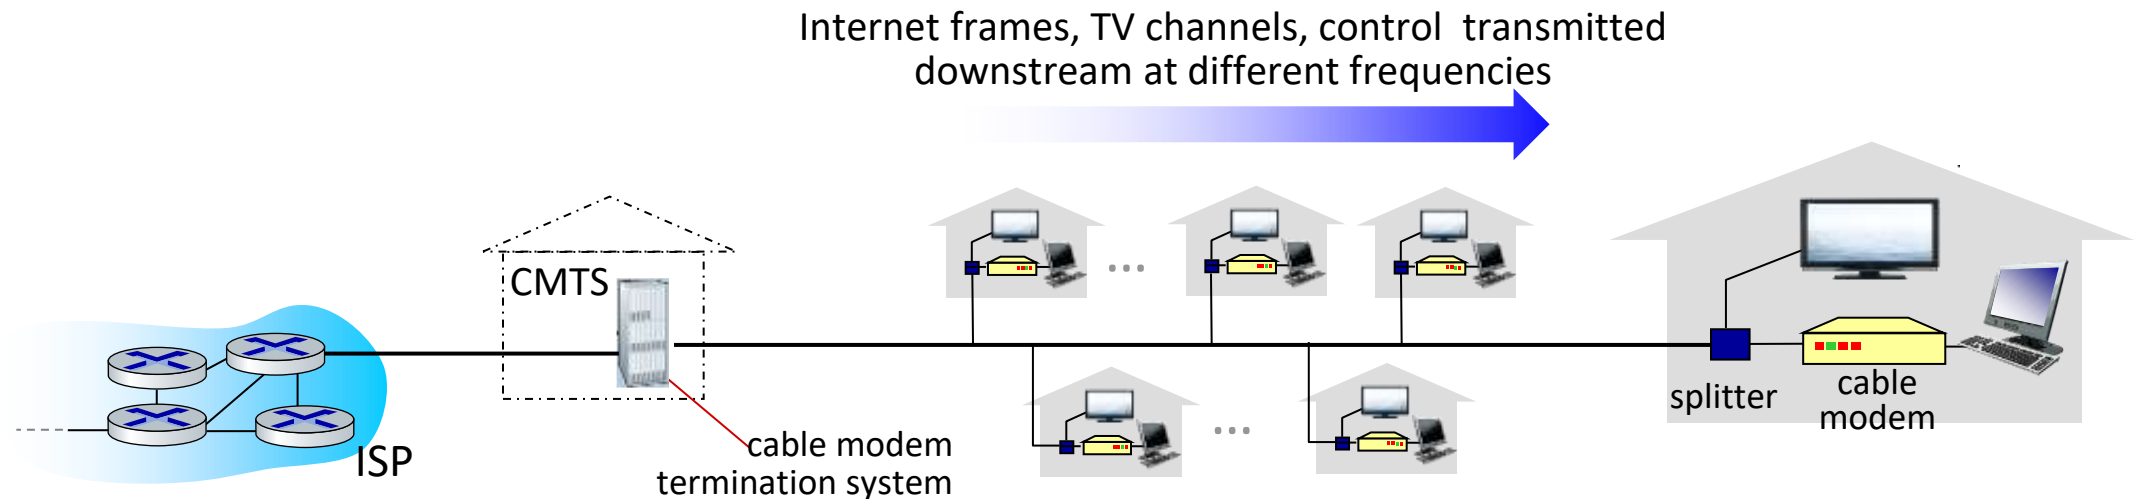 Internet frames, TV channels, control transmitted
downstream at different frequencies
CMTS
ISP
cable modem
termination system
splitter
cable
modem